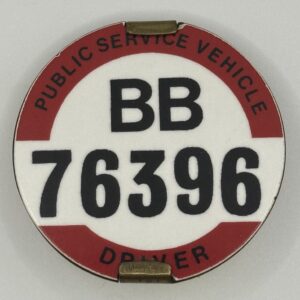 PUBLIC SERVICE VEHICLE
BB
76396
DRIVER